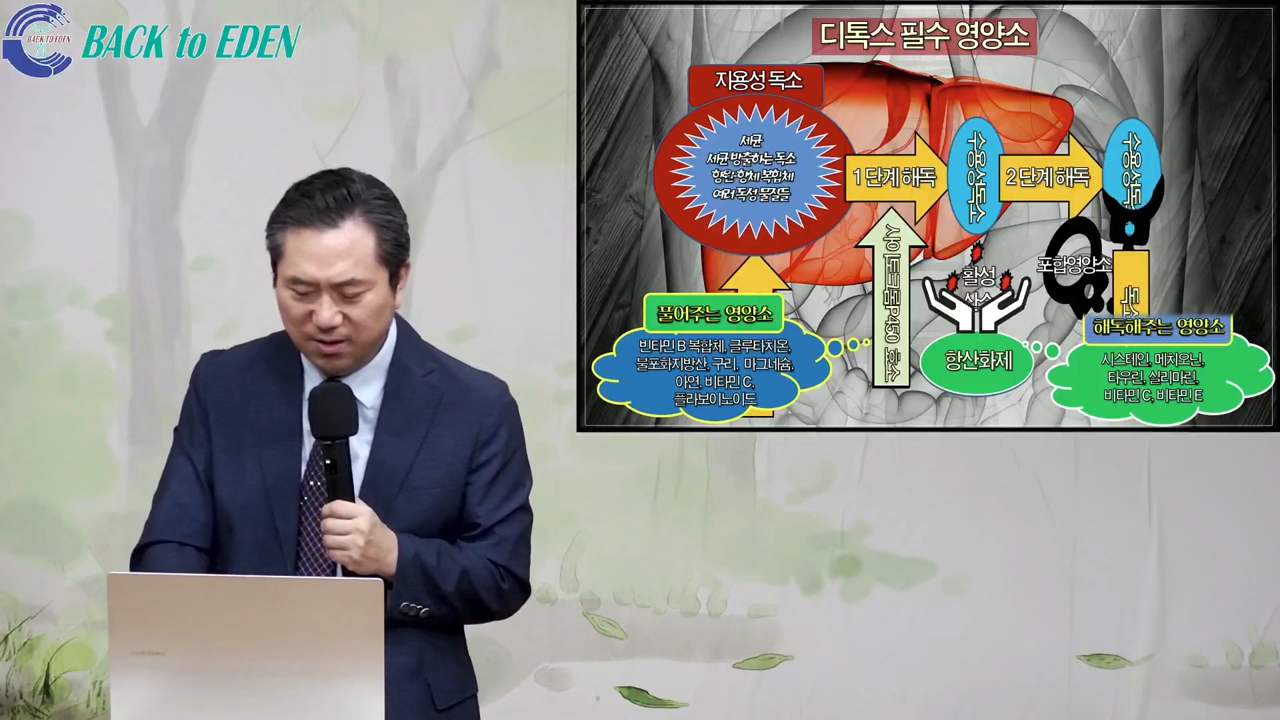 BACK TO EDEN
BACK to EDEN
디톡스 필수 영양소
지용성 독소
세균
세균 방출하는 독소
항원-항체 복합체
여러 독성 물질들
1단계 해독
수용성독소
2단계 해독
수용성독
사이토크롬P450 효소
활성
산소
포합영양소
독소
풀어주는 영양소
해독해주는 영양소
빈타민 B 복합체, 글루타치온,
불포화지방산, 구리, 마그네슘,
아연, 비타민 C,
플라보이노이드
항산화제
시스테인, 메치오닌,
타우린, 실리마린,
비타민 C, 비타민 E